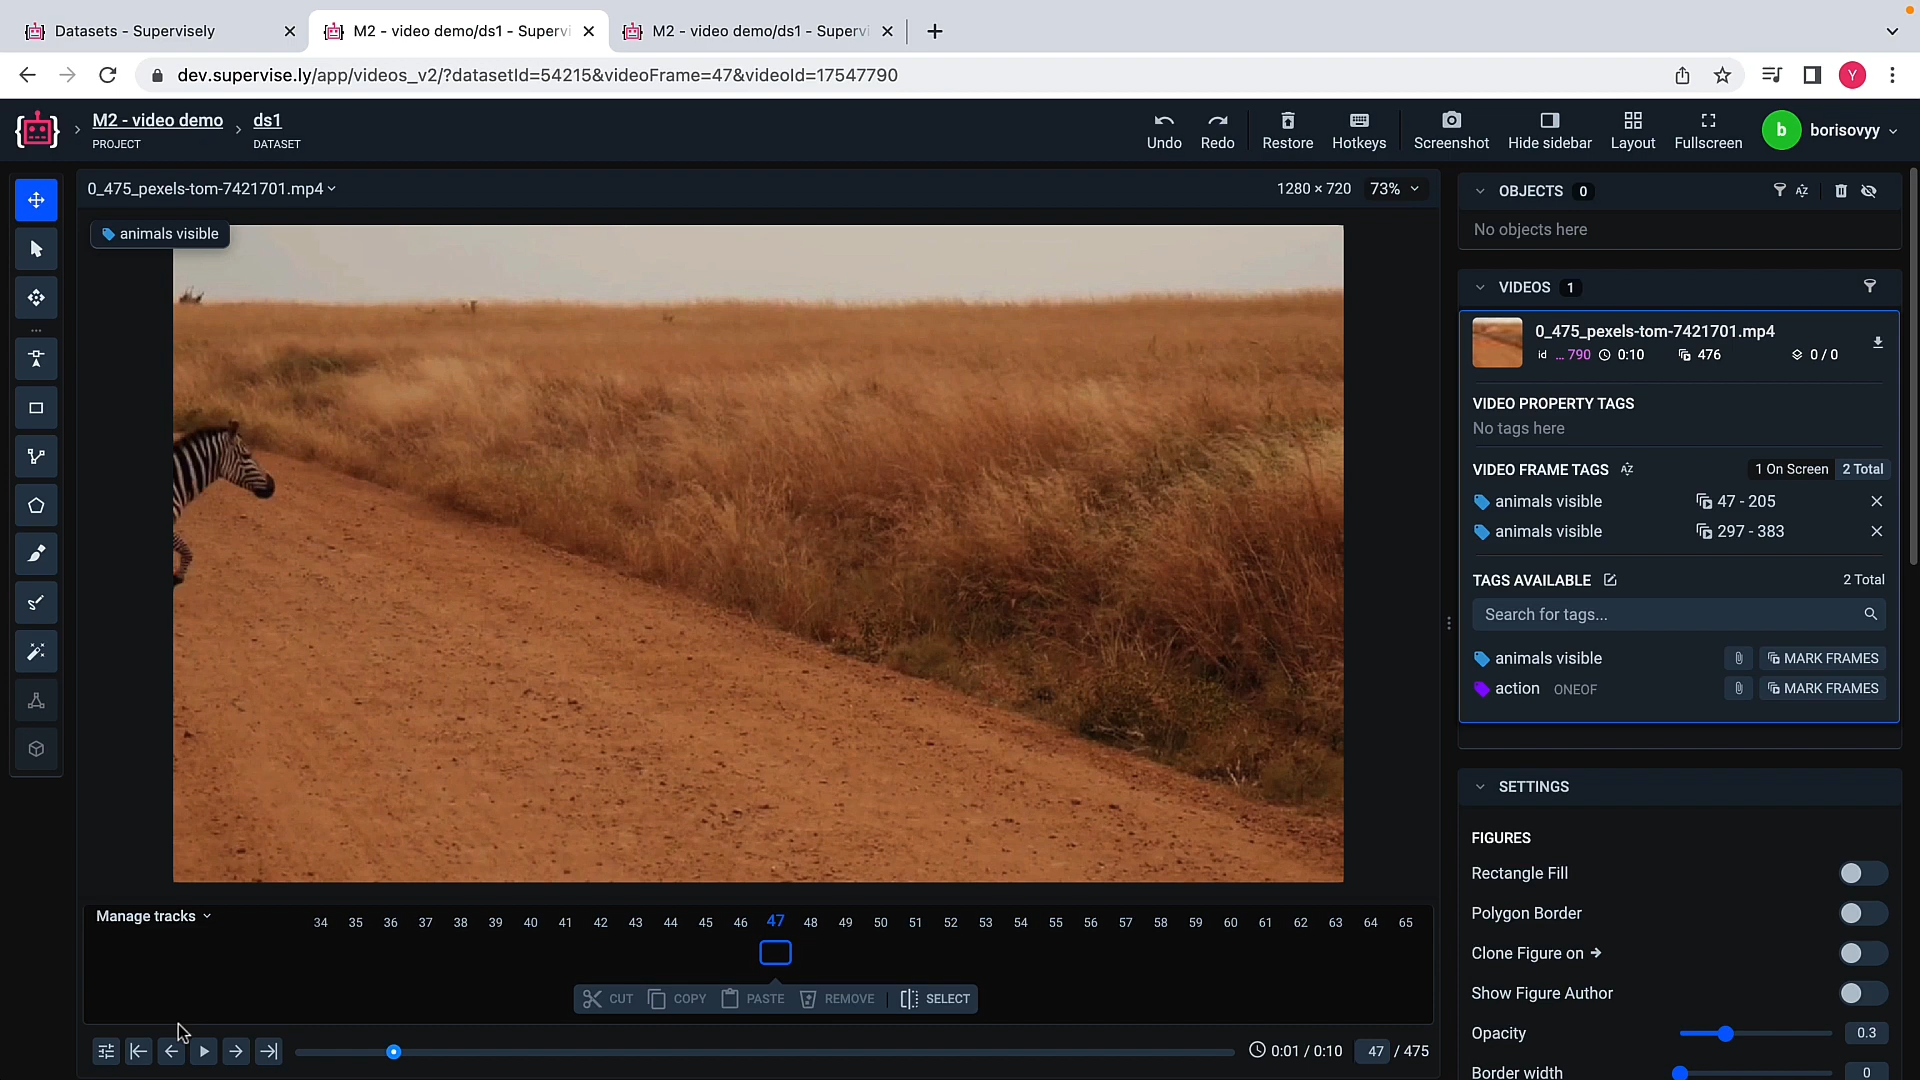 Datasets - Supervisely
M2 - video demo/ds1 - Supervi
M2 - video demo/ds1 - Supervi
dev.supervise.ly/app/videos_v2/?datasetId=54215&videoFrame=47&videoId=17547790
Y
M2 - video demo
PROJECT
ds1
DATASET
Undo
Redo
Restore
Hotkeys
Screenshot
Hide sidebar
Layout
Fullscreen
b
borisovyy
0_475_pexels-tom-7421701.mp4
1280 × 720
73%
animals visible
OBJECTS 0
No objects here
VIDEOS 1
0_475_pexels-tom-7421701.mp4
id ... 790 0:10 476 0 / 0
VIDEO PROPERTY TAGS
No tags here
VIDEO FRAME TAGS 1 On Screen 2 Total
animals visible 47 - 205
animals visible 297 - 383
TAGS AVAILABLE 2 Total
Search for tags...
animals visible MARK FRAMES
action ONEOF MARK FRAMES
SETTINGS
FIGURES
Rectangle Fill
Polygon Border
Clone Figure on →
Show Figure Author
Opacity 0.3
Border width 0
Manage tracks
34 35 36 37 38 39 40 41 42 43 44 45 46 47 48 49 50 51 52 53 54 55 56 57 58 59 60 61 62 63 64 65
CUT COPY PASTE REMOVE SELECT
0:01 / 0:10 47 / 475